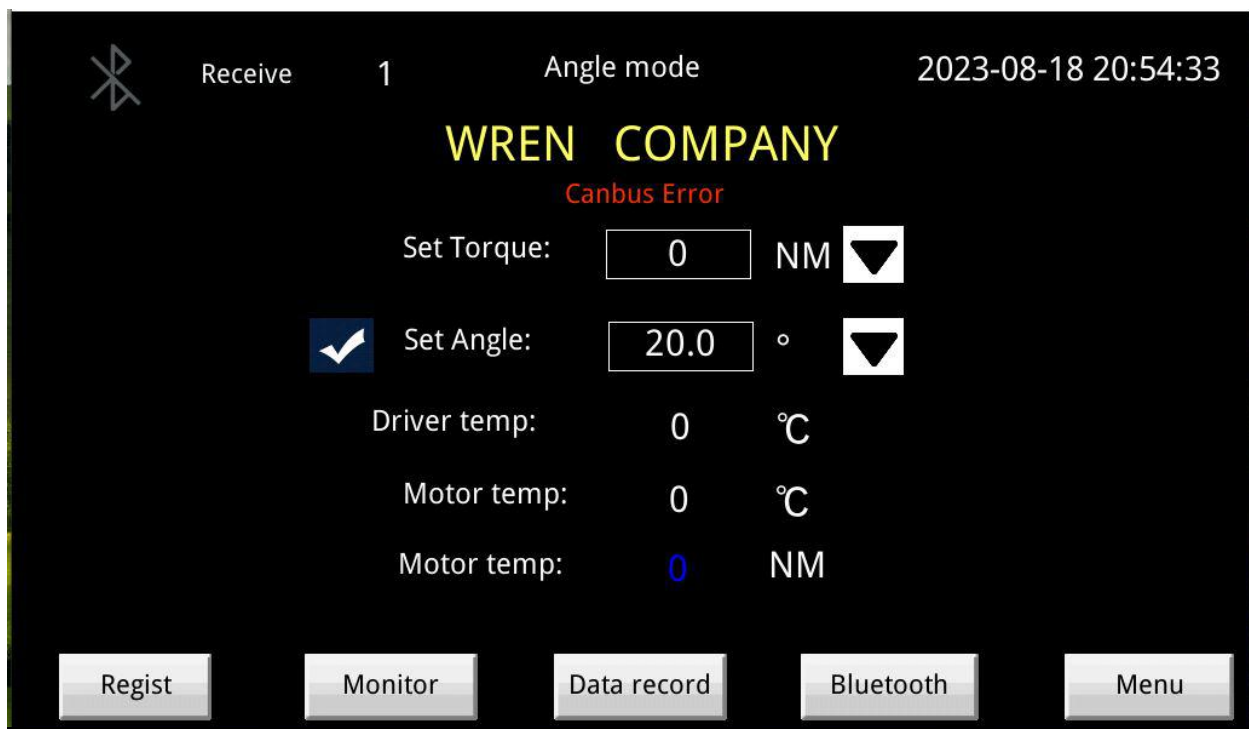 Receive 1 Angle mode 2023-08-18 20:54:33
WREN COMPANY
Canbus Error
Set Torque: 0 NM
Set Angle: 20.0 °
Driver temp: 0 ℃
Motor temp: 0 ℃
Motor temp: 0 NM
Regist Monitor Data record Bluetooth Menu